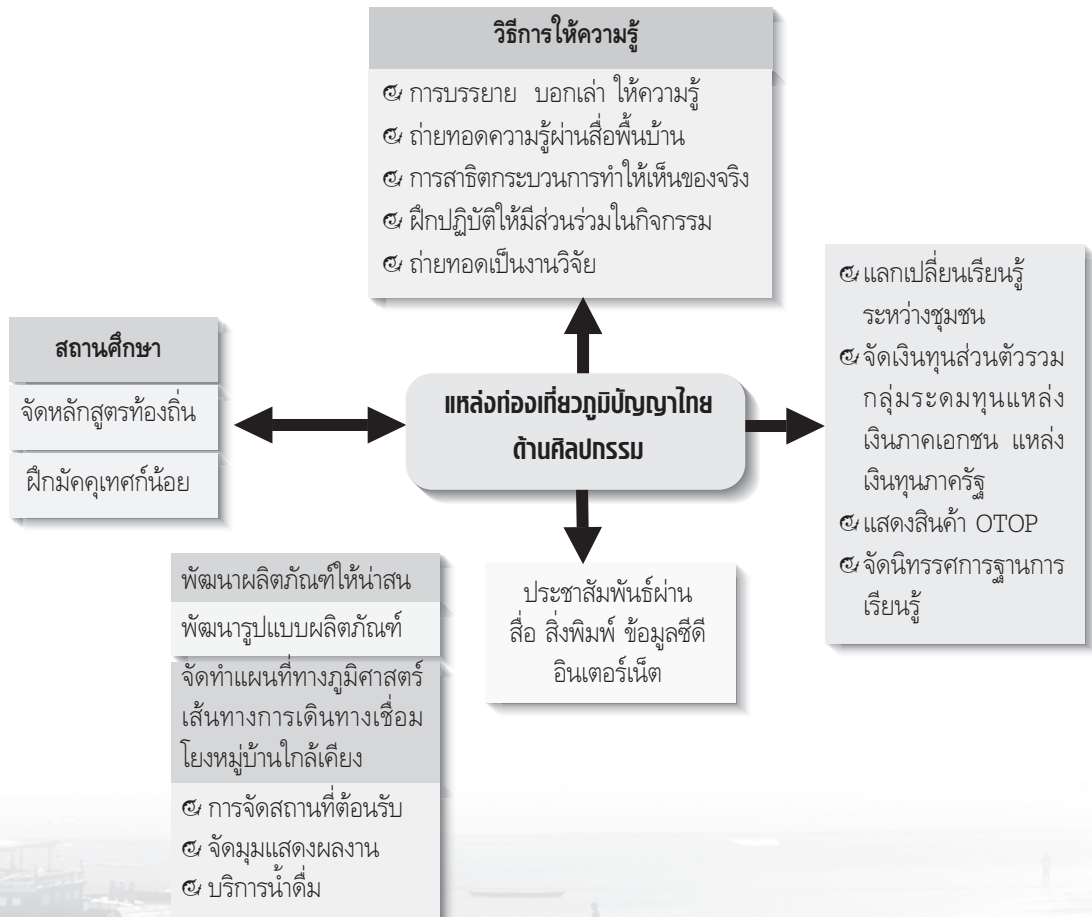 วิธีการให้ความรู้
การบรรยาย บอกเล่า ให้ความรู้
ถ่ายทอดความรู้ผ่านสื่อพื้นบ้าน
การสาธิตกระบวนการทำให้เห็นของจริง
ฝึกปฏิบัติให้มีส่วนร่วมในกิจกรรม
ถ่ายทอดเป็นงานวิจัย
สถานศึกษา
จัดหลักสูตรท้องถิ่น
ฝึกมัคคุเทศก์น้อย
แหล่งท่องเที่ยวภูมิปัญญาไทย
ด้านศิลปกรรม
แลกเปลี่ยนเรียนรู้
ระหว่างชุมชน
จัดเงินทุนส่วนตัวรวม
กลุ่มระดมทุนแหล่ง
เงินภาคเอกชน แหล่ง
เงินทุนภาครัฐ
แสดงสินค้า OTOP
จัดนิทรรศการฐานการ
เรียนรู้
พัฒนาผลิตภัณฑ์ให้น่าสน
พัฒนารูปแบบผลิตภัณฑ์
จัดทำแผนที่ทางภูมิศาสตร์
เส้นทางการเดินทางเชื่อม
โยงหมู่บ้านใกล้เคียง
การจัดสถานที่ต้อนรับ
จัดมุมแสดงผลงาน
บริการน้ำดื่ม
ประชาสัมพันธ์ผ่าน
สื่อ สิ่งพิมพ์ ข้อมูลซีดี
อินเตอร์เน็ต